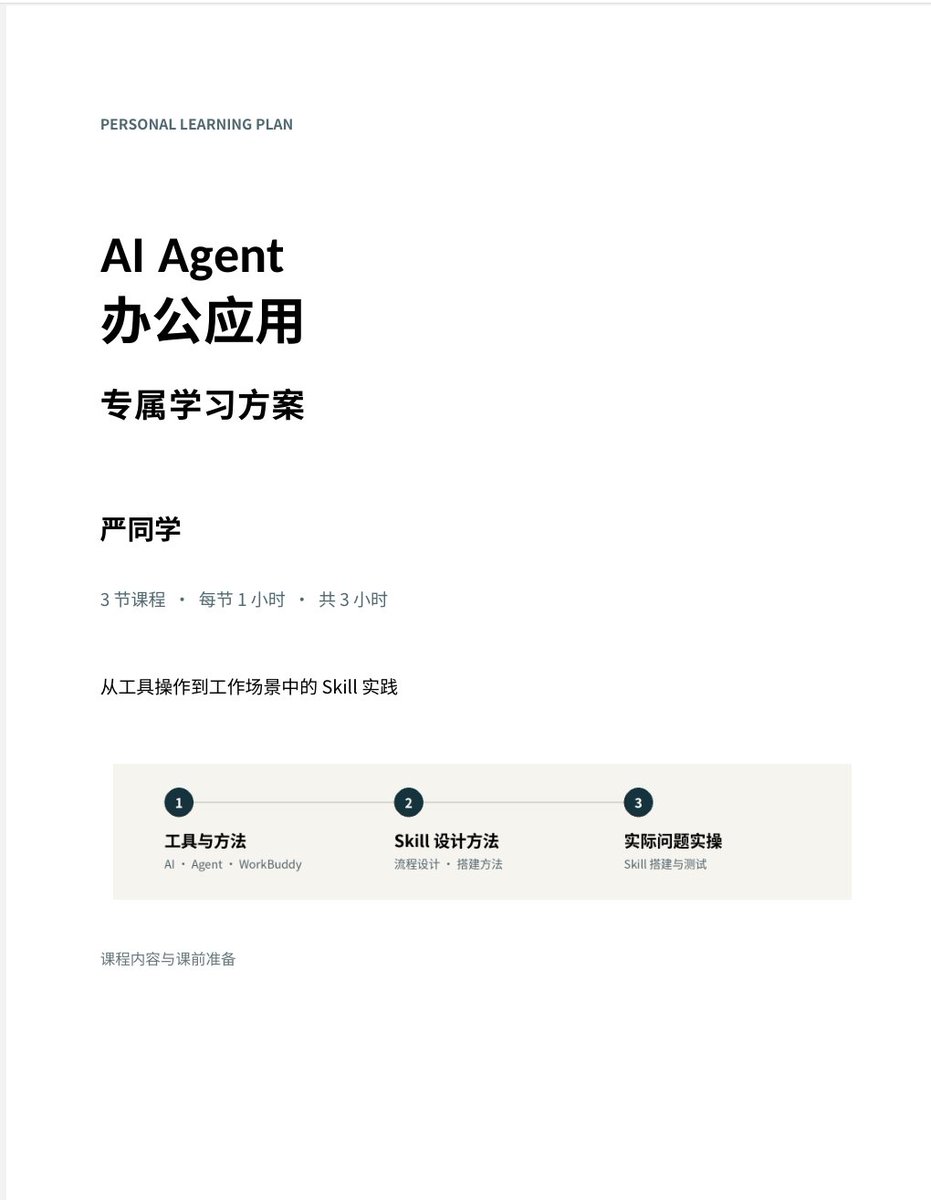 PERSONAL LEARNING PLAN
AI Agent
办公应用
专属学习方案
严同学
3 节课程 · 每节 1 小时 · 共 3 小时
从工具操作到工作场景中的 Skill 实践
1
2
3
工具与方法
Skill 设计方法
实际问题实操
AI · Agent · WorkBuddy
流程设计 · 搭建方法
Skill 搭建与测试
课程内容与课前准备